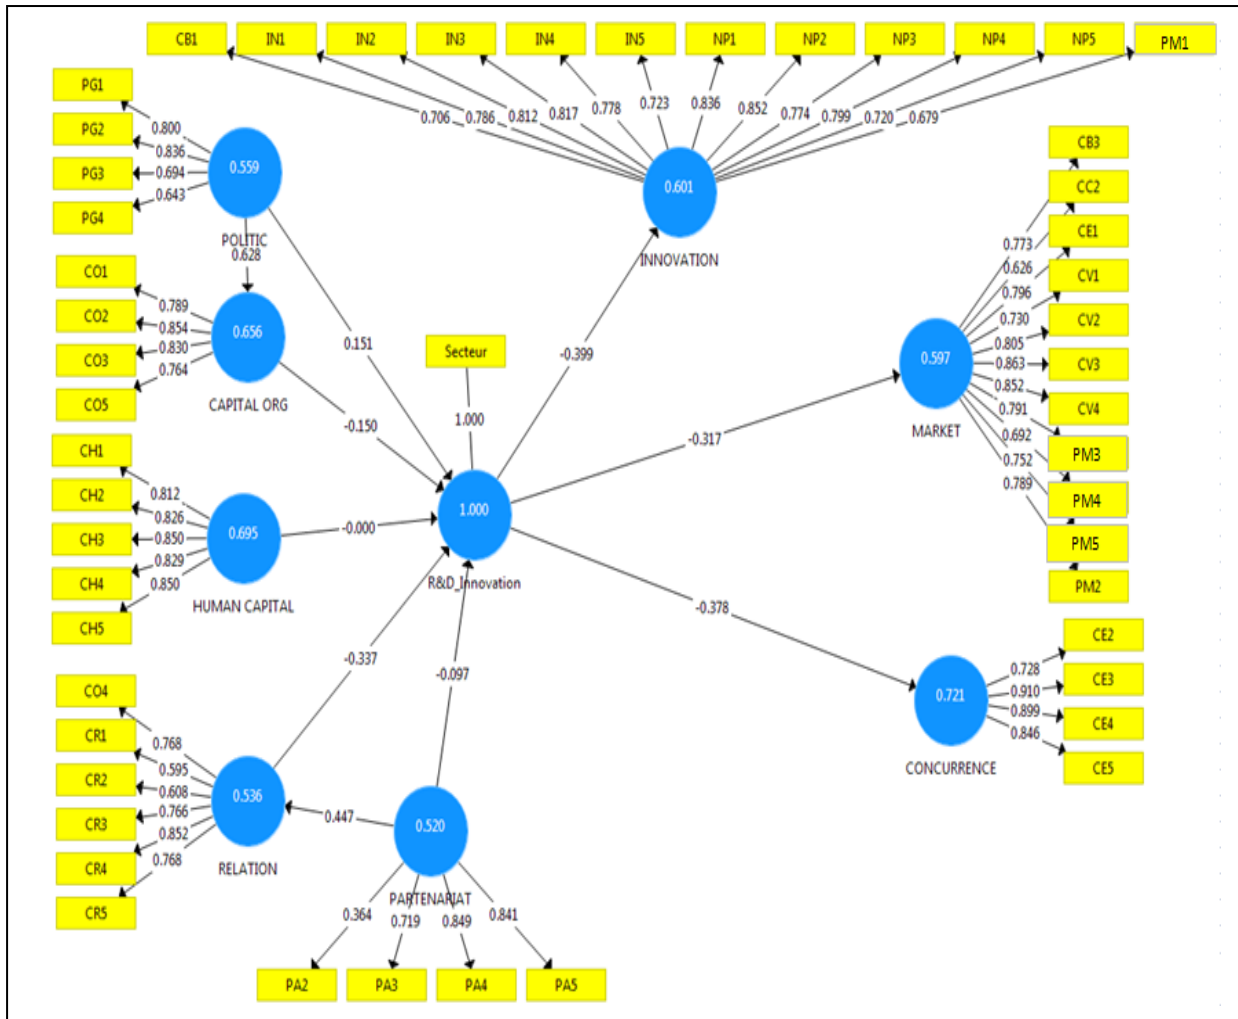 CB1 IN1 IN2 IN3 IN4 IN5 NP1 NP2 NP3 NP4 NP5 PM1
0.706 0.786 0.812 0.817 0.778 0.723 0.836 0.852 0.774 0.799 0.720 0.679
0.601
INNOVATION
PG1
PG2
PG3
PG4
0.800
0.836
0.694
0.643
0.559
POLITIC
0.628
CO1
CO2
CO3
CO5
0.789
0.854
0.830
0.764
0.656
CAPITAL ORG
0.151
-0.150
Secteur
1.000
1.000
R&D_Innovation
-0.399
-0.317
-0.378
CH1
CH2
CH3
CH4
CH5
0.812
0.826
0.850
0.829
0.850
0.695
HUMAN CAPITAL
-0.000
CO4
CR1
CR2
CR3
CR4
CR5
0.768
0.595
0.608
0.766
0.852
0.768
0.536
RELATION
-0.337
-0.097
0.447
0.520
PARTENARIAT
0.364
0.719
0.849
0.841
PA2 PA3 PA4 PA5
0.597
MARKET
0.773
0.626
0.796
0.730
0.805
0.863
0.852
0.791
0.692
0.752
0.789
CB3
CC2
CE1
CV1
CV2
CV3
CV4
PM3
PM4
PM5
PM2
0.721
CONCURRENCE
0.728
0.910
0.899
0.846
CE2
CE3
CE4
CE5